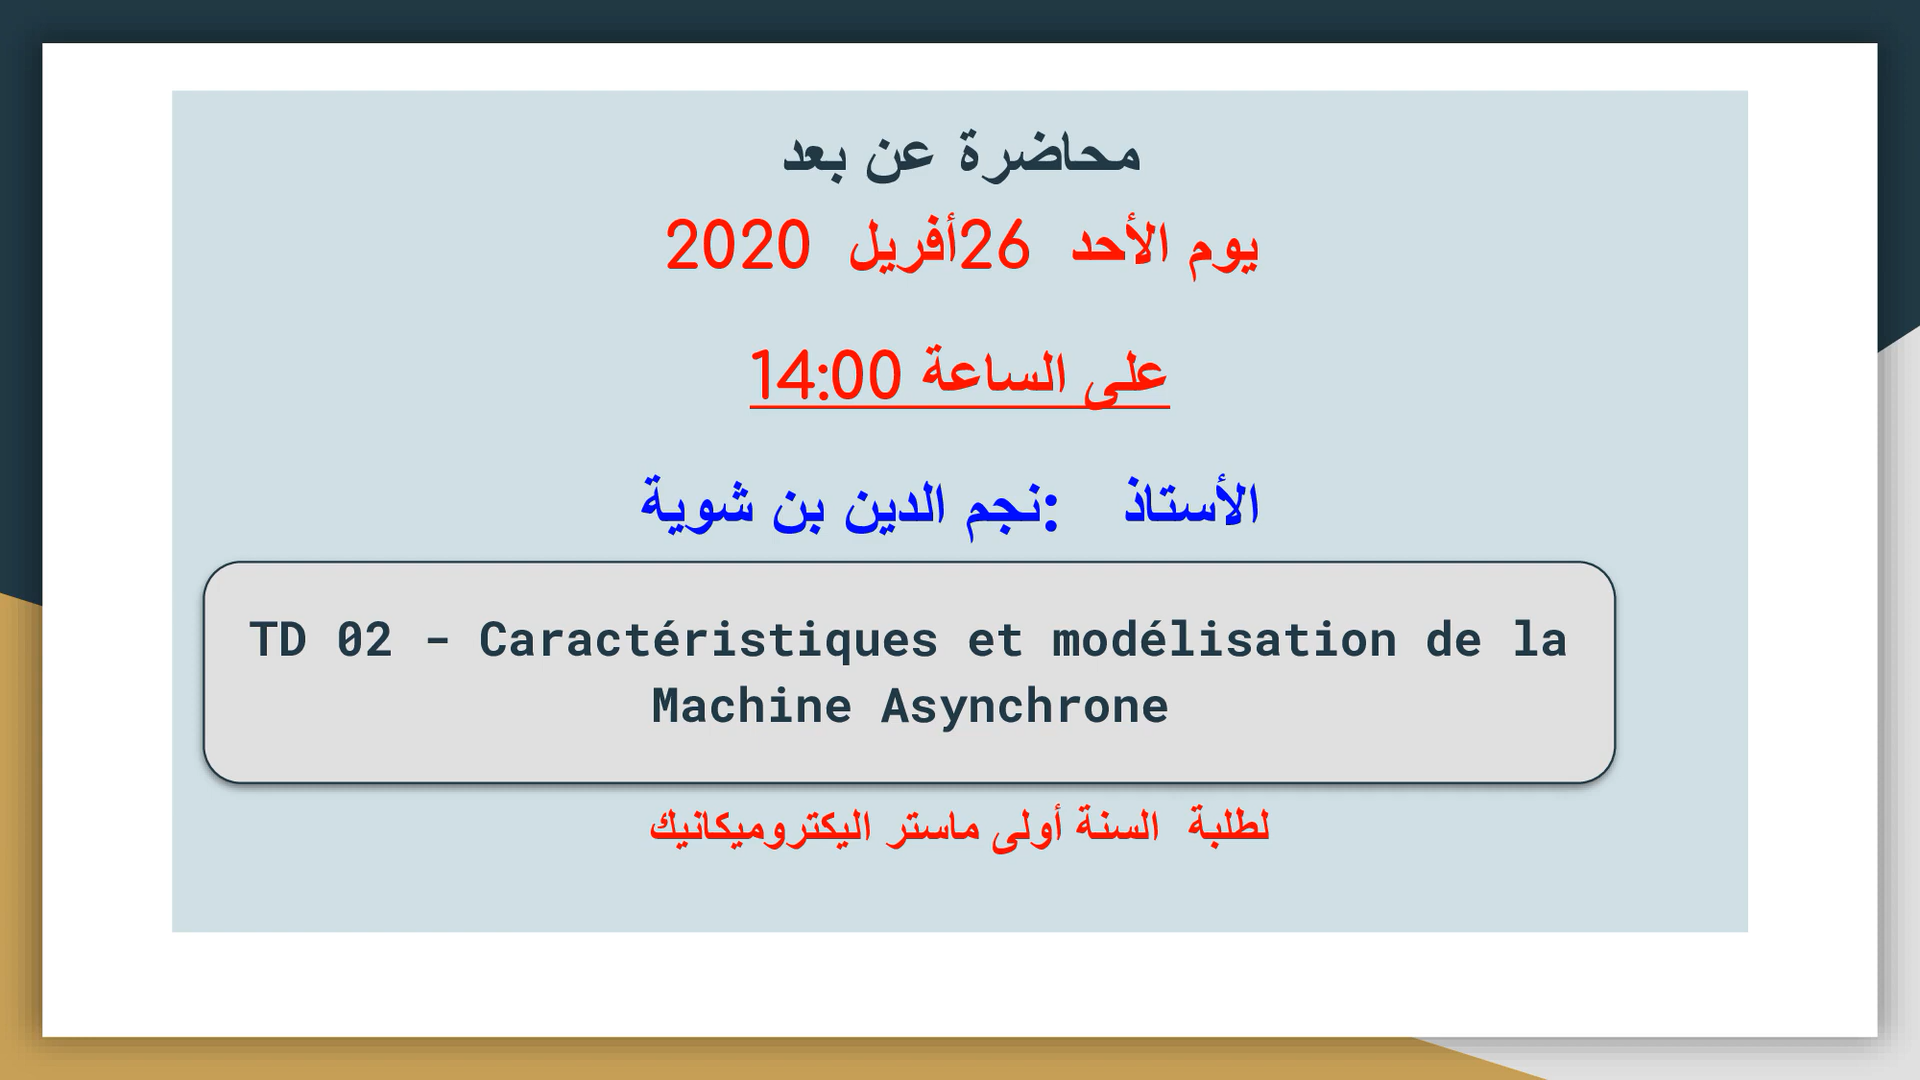 محاضرة عن بعد
يوم الأحد 26أفريل 2020
على الساعة 14:00
الأستاذ :نجم الدين بن شوية
TD 02 - Caractéristiques et modélisation de la
Machine Asynchrone
لطلبة السنة أولى ماستر اليكتروميكانيك